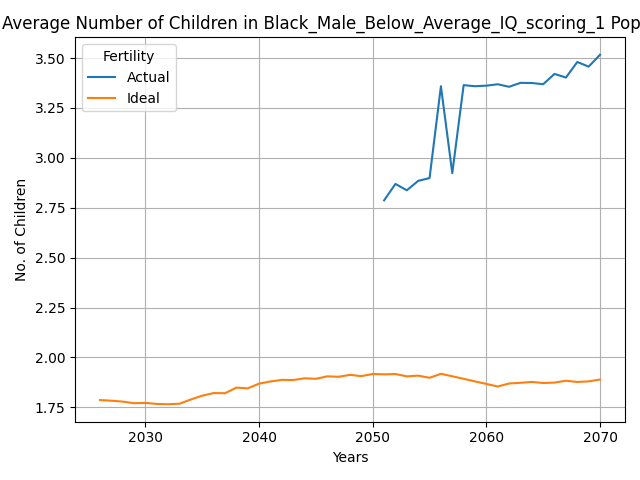 Average Number of Children in Black_Male_Below_Average_IQ_scoring_1 Pop
Fertility
Actual
Ideal
3.50
3.25
3.00
2.75
2.50
2.25
2.00
1.75
No. of Children
2030 2040 2050 2060 2070
Years